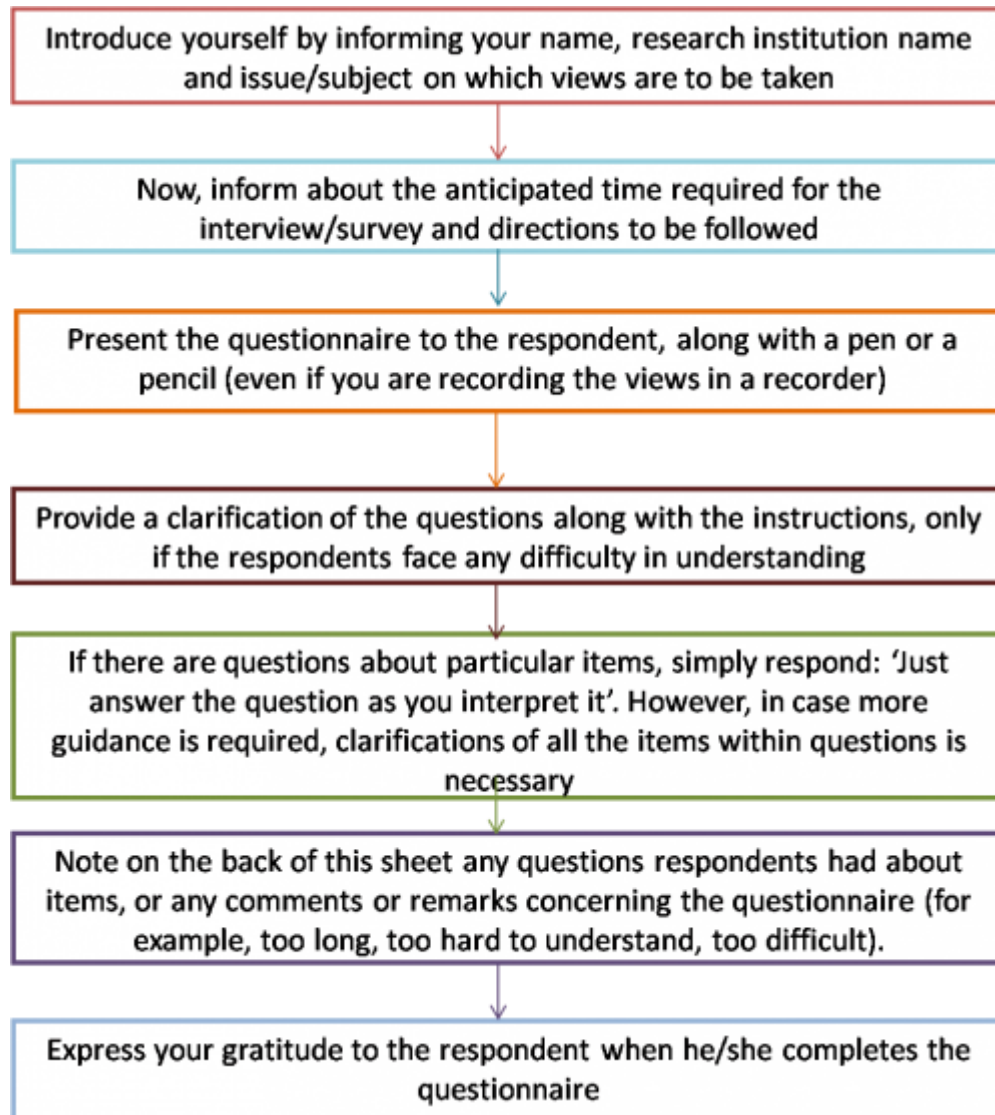 Introduce yourself by informing your name, research institution name
and issue/subject on which views are to be taken
Now, inform about the anticipated time required for the
interview/survey and directions to be followed
Present the questionnaire to the respondent, along with a pen or a
pencil (even if you are recording the views in a recorder)
Provide a clarification of the questions along with the instructions, only
if the respondents face any difficulty in understanding
If there are questions about particular items, simply respond: ‘Just
answer the question as you interpret it’. However, in case more
guidance is required, clarifications of all the items within questions is
necessary
Note on the back of this sheet any questions respondents had about
items, or any comments or remarks concerning the questionnaire (for
example, too long, too hard to understand, too difficult).
Express your gratitude to the respondent when he/she completes the
questionnaire